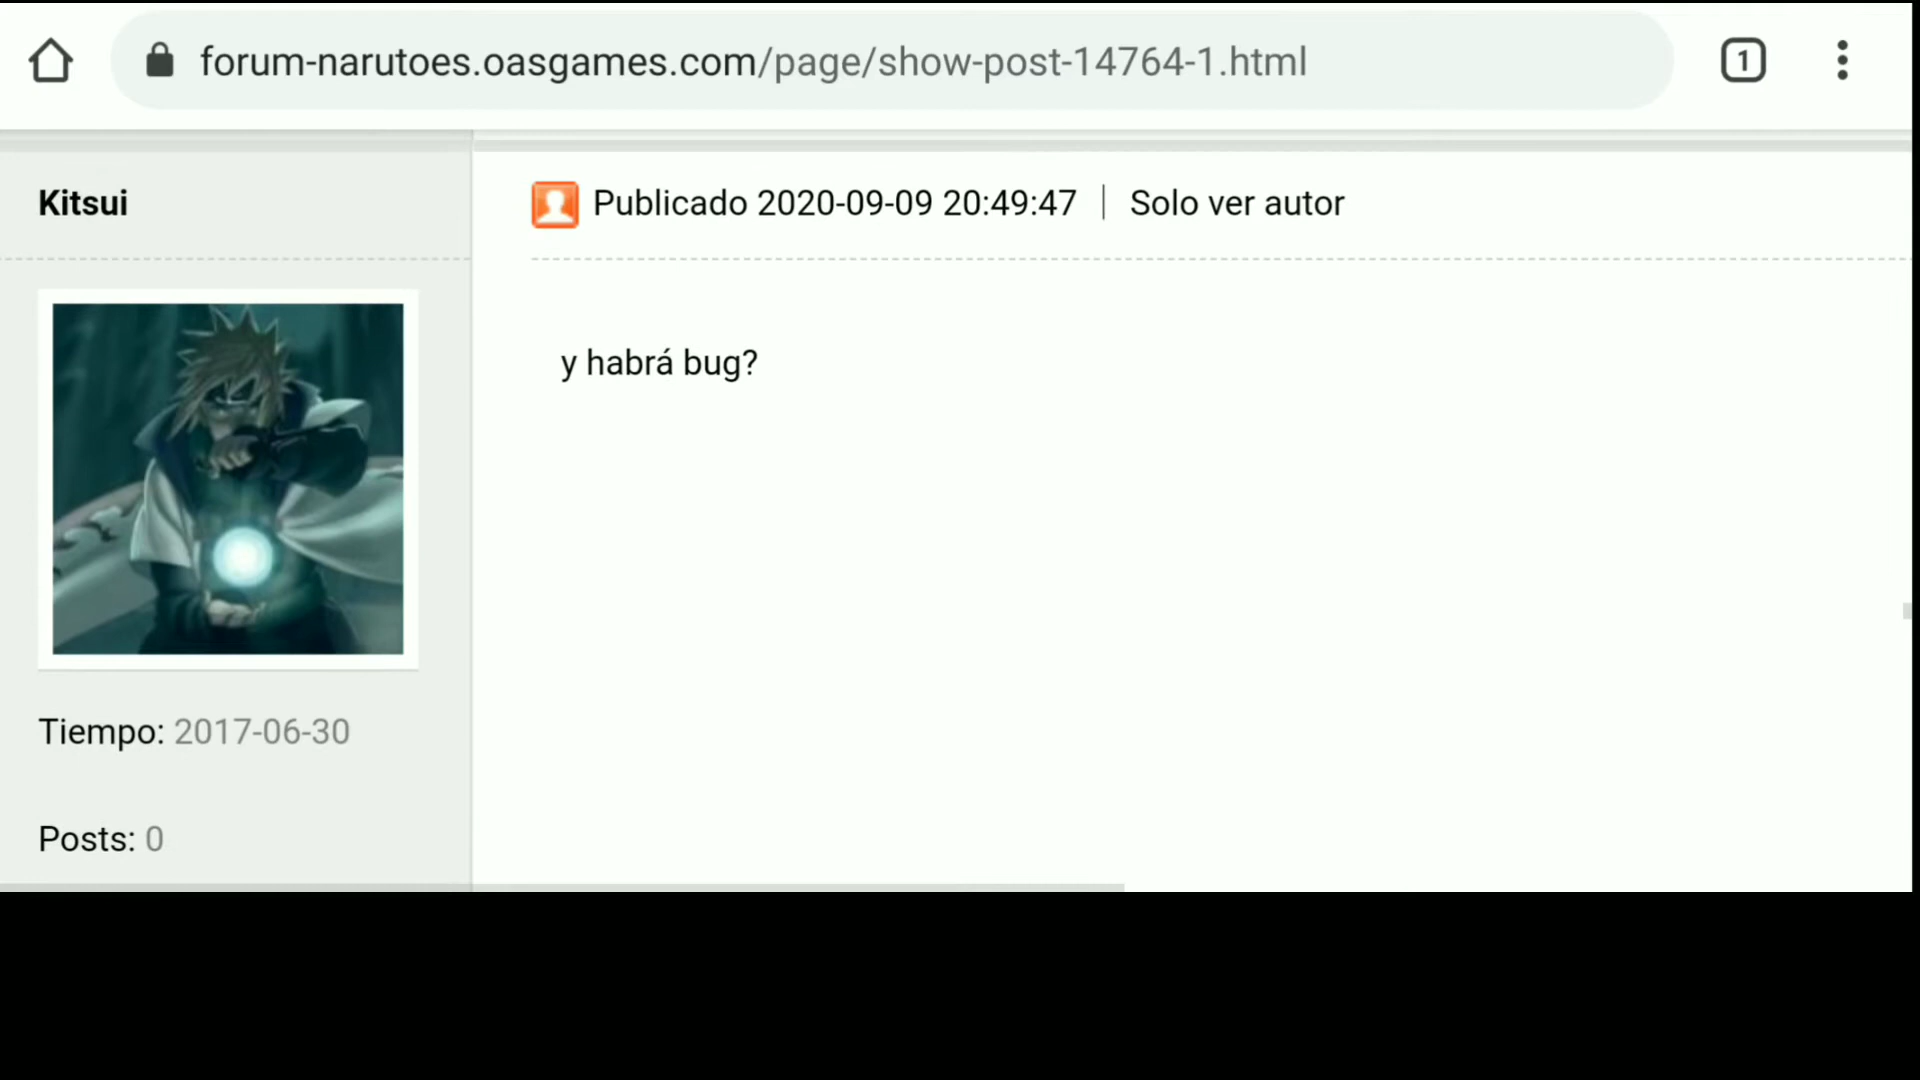 forum-narutoes.oasgames.com/page/show-post-14764-1.html
1
Kitsui
Publicado 2020-09-09 20:49:47 | Solo ver autor
y habrá bug?
Tiempo: 2017-06-30
Posts: 0